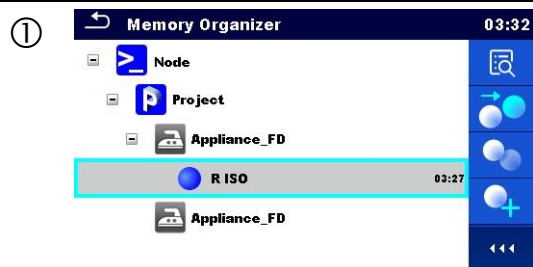 ①
Memory Organizer 03:32
Node
Project
Appliance_FD
R ISO 03:27
Appliance_FD